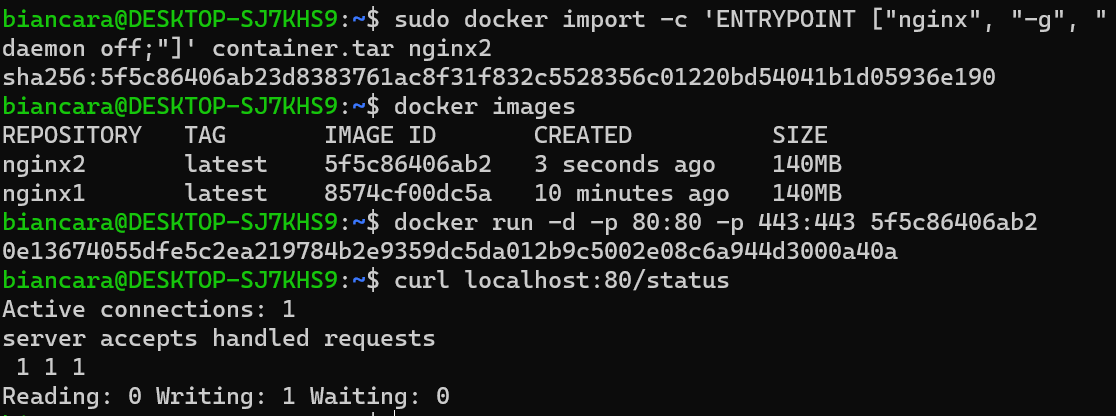 biancara@DESKTOP-SJ7KHS9:~$ sudo docker import -c 'ENTRYPOINT ["nginx", "-g", "
daemon off;"]' container.tar nginx2
sha256:5f5c86406ab23d8383761ac8f31f832c5528356c01220bd54041b1d05936e190
biancara@DESKTOP-SJ7KHS9:~$ docker images
REPOSITORY   TAG       IMAGE ID       CREATED          SIZE
nginx2       latest    5f5c86406ab2   3 seconds ago    140MB
nginx1       latest    8574cf00dc5a   10 minutes ago   140MB
biancara@DESKTOP-SJ7KHS9:~$ docker run -d -p 80:80 -p 443:443 5f5c86406ab2
0e13674055dfe5c2ea219784b2e9359dc5da012b9c5002e08c6a944d3000a40a
biancara@DESKTOP-SJ7KHS9:~$ curl localhost:80/status
Active connections: 1
server accepts handled requests
 1 1 1
Reading: 0 Writing: 1 Waiting: 0